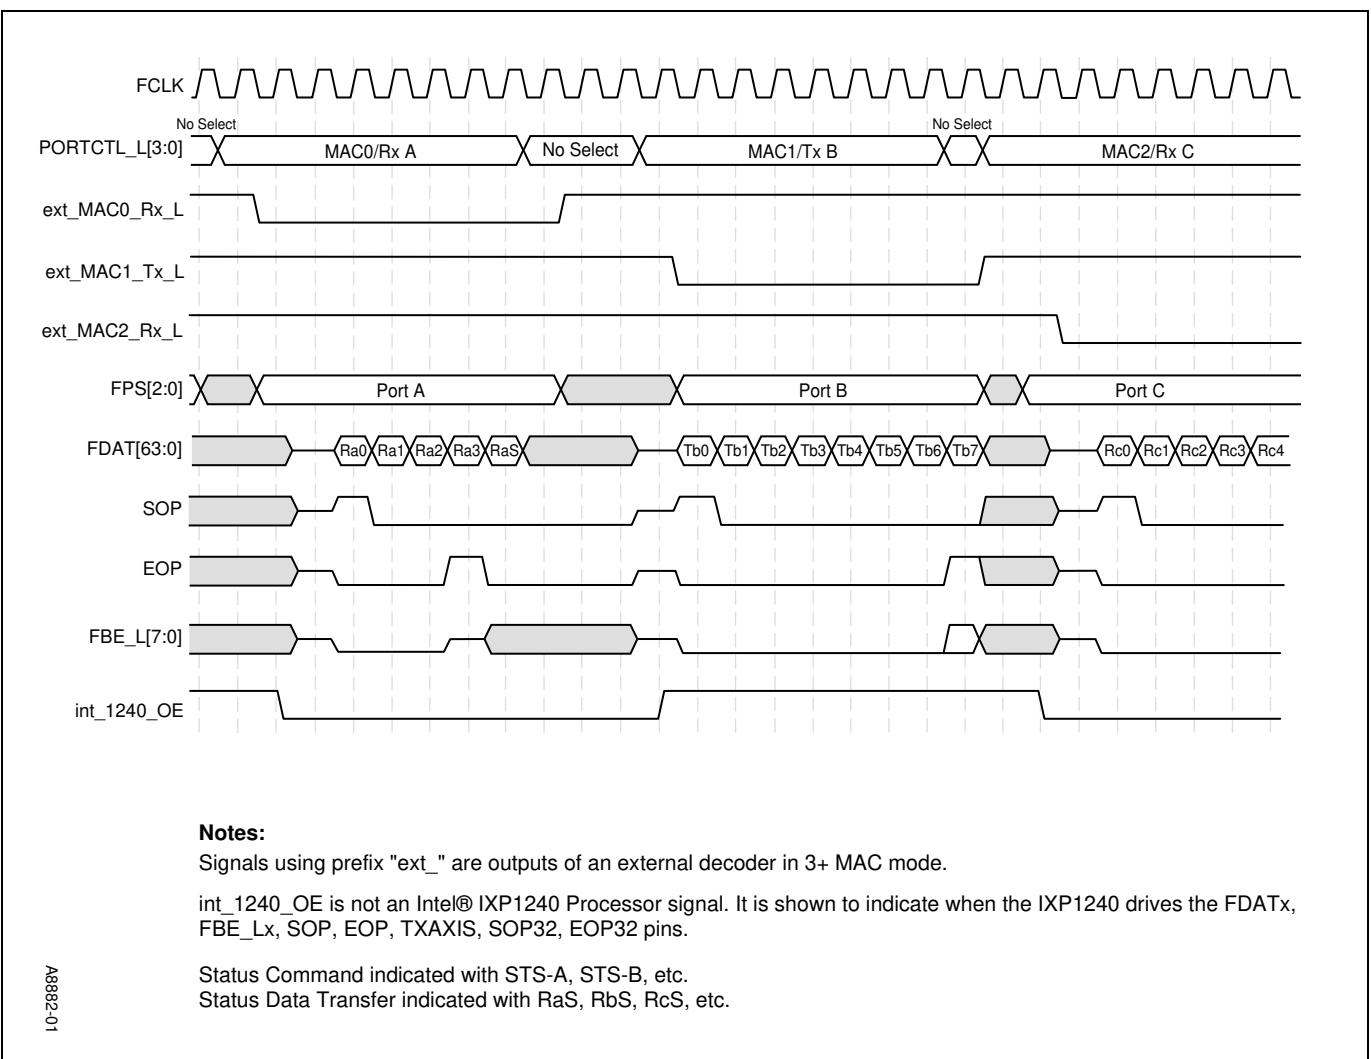 FCLK
No Select No Select
PORTCTL_L[3:0] MAC0/Rx A No Select MAC1/Tx B MAC2/Rx C
ext_MAC0_Rx_L
ext_MAC1_Tx_L
ext_MAC2_Rx_L
FPS[2:0] Port A Port B Port C
FDAT[63:0] Ra0 Ra1 Ra2 Ra3 RaS Tb0 Tb1 Tb2 Tb3 Tb4 Tb5 Tb6 Tb7 Rc0 Rc1 Rc2 Rc3 Rc4
SOP
EOP
FBE_L[7:0]
int_1240_OE
Notes:
Signals using prefix "ext_" are outputs of an external decoder in 3+ MAC mode.
int_1240_OE is not an Intel® IXP1240 Processor signal. It is shown to indicate when the IXP1240 drives the FDATx,
FBE_Lx, SOP, EOP, TXAXIS, SOP32, EOP32 pins.
Status Command indicated with STS-A, STS-B, etc.
Status Data Transfer indicated with RaS, RbS, RcS, etc.
A8882-01